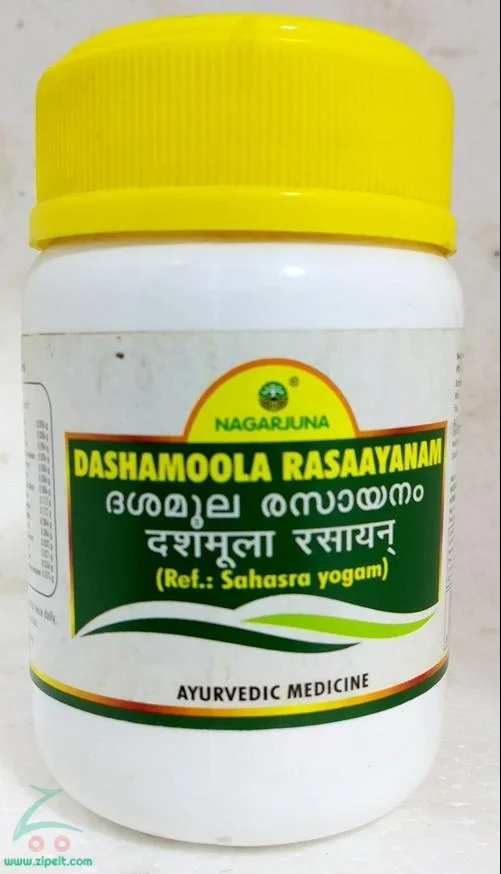 ®
NAGARJUNA
DASHAMOOLA RASAAYANAM
ദശമൂല രസായനം
दशमूला रसायन्
(Ref.: Sahasra yogam)
AYURVEDIC MEDICINE
www.zipeit.com